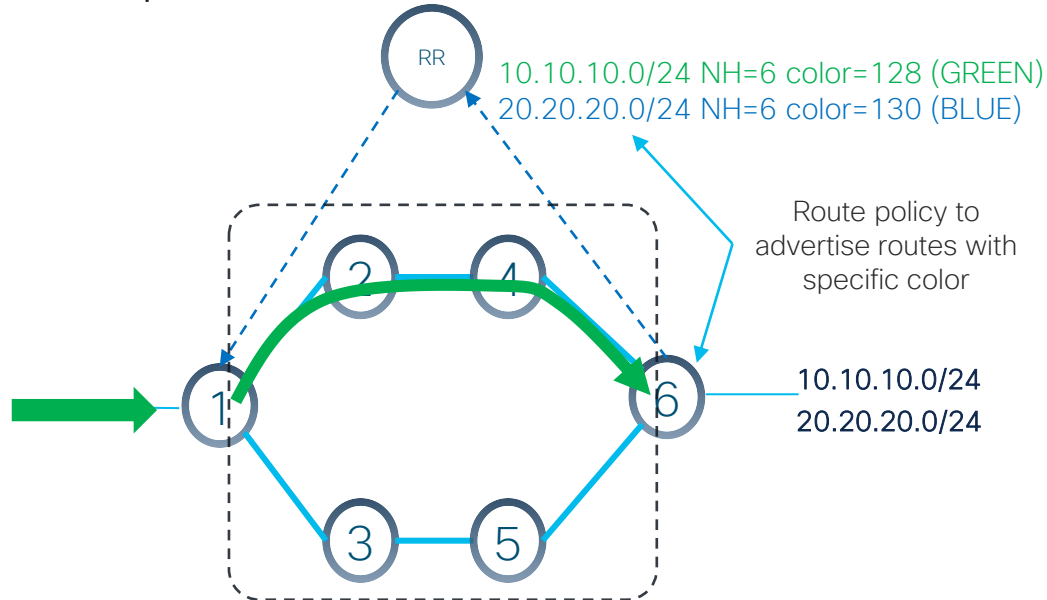 RR
10.10.10.0/24 NH=6 color=128 (GREEN)
20.20.20.0/24 NH=6 color=130 (BLUE)
Route policy to
advertise routes with
specific color
2
4
1
6
10.10.10.0/24
20.20.20.0/24
3
5